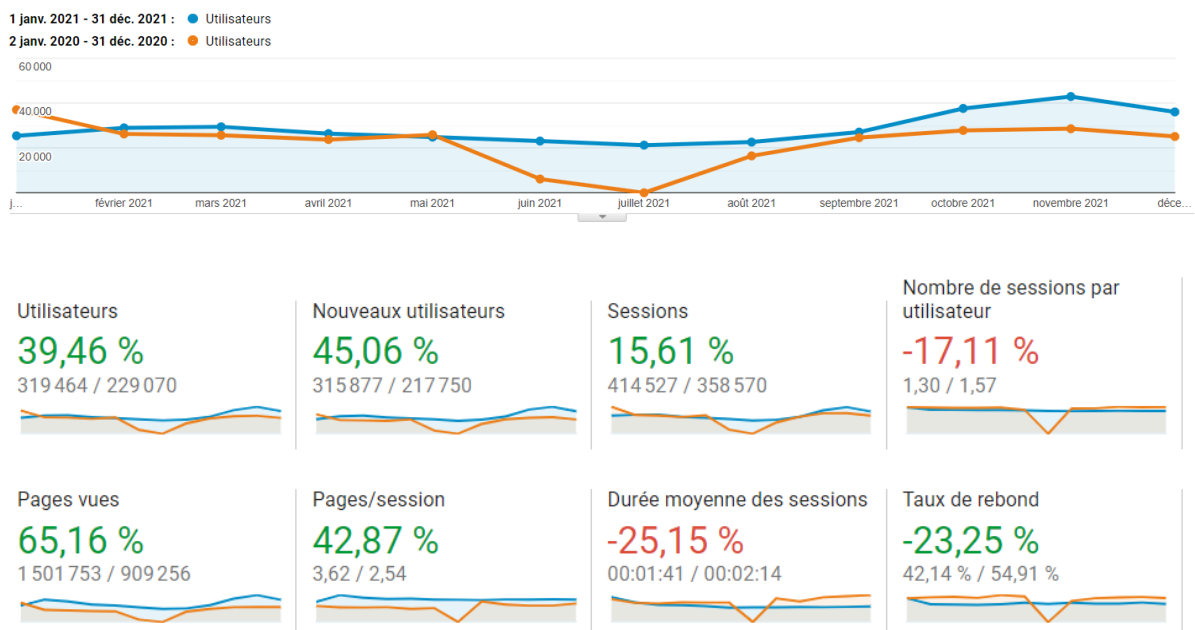 1 janv. 2021 - 31 déc. 2021 : Utilisateurs
2 janv. 2020 - 31 déc. 2020 : Utilisateurs
60 000
40 000
20 000
j... février 2021 mars 2021 avril 2021 mai 2021 juin 2021 juillet 2021 août 2021 septembre 2021 octobre 2021 novembre 2021 déce...
Utilisateurs
39,46 %
319 464 / 229 070
Nouveaux utilisateurs
45,06 %
315 877 / 217 750
Sessions
15,61 %
414 527 / 358 570
Nombre de sessions par
utilisateur
-17,11 %
1,30 / 1,57
Pages vues
65,16 %
1 501 753 / 909 256
Pages/session
42,87 %
3,62 / 2,54
Durée moyenne des sessions
-25,15 %
00:01:41 / 00:02:14
Taux de rebond
-23,25 %
42,14 % / 54,91 %